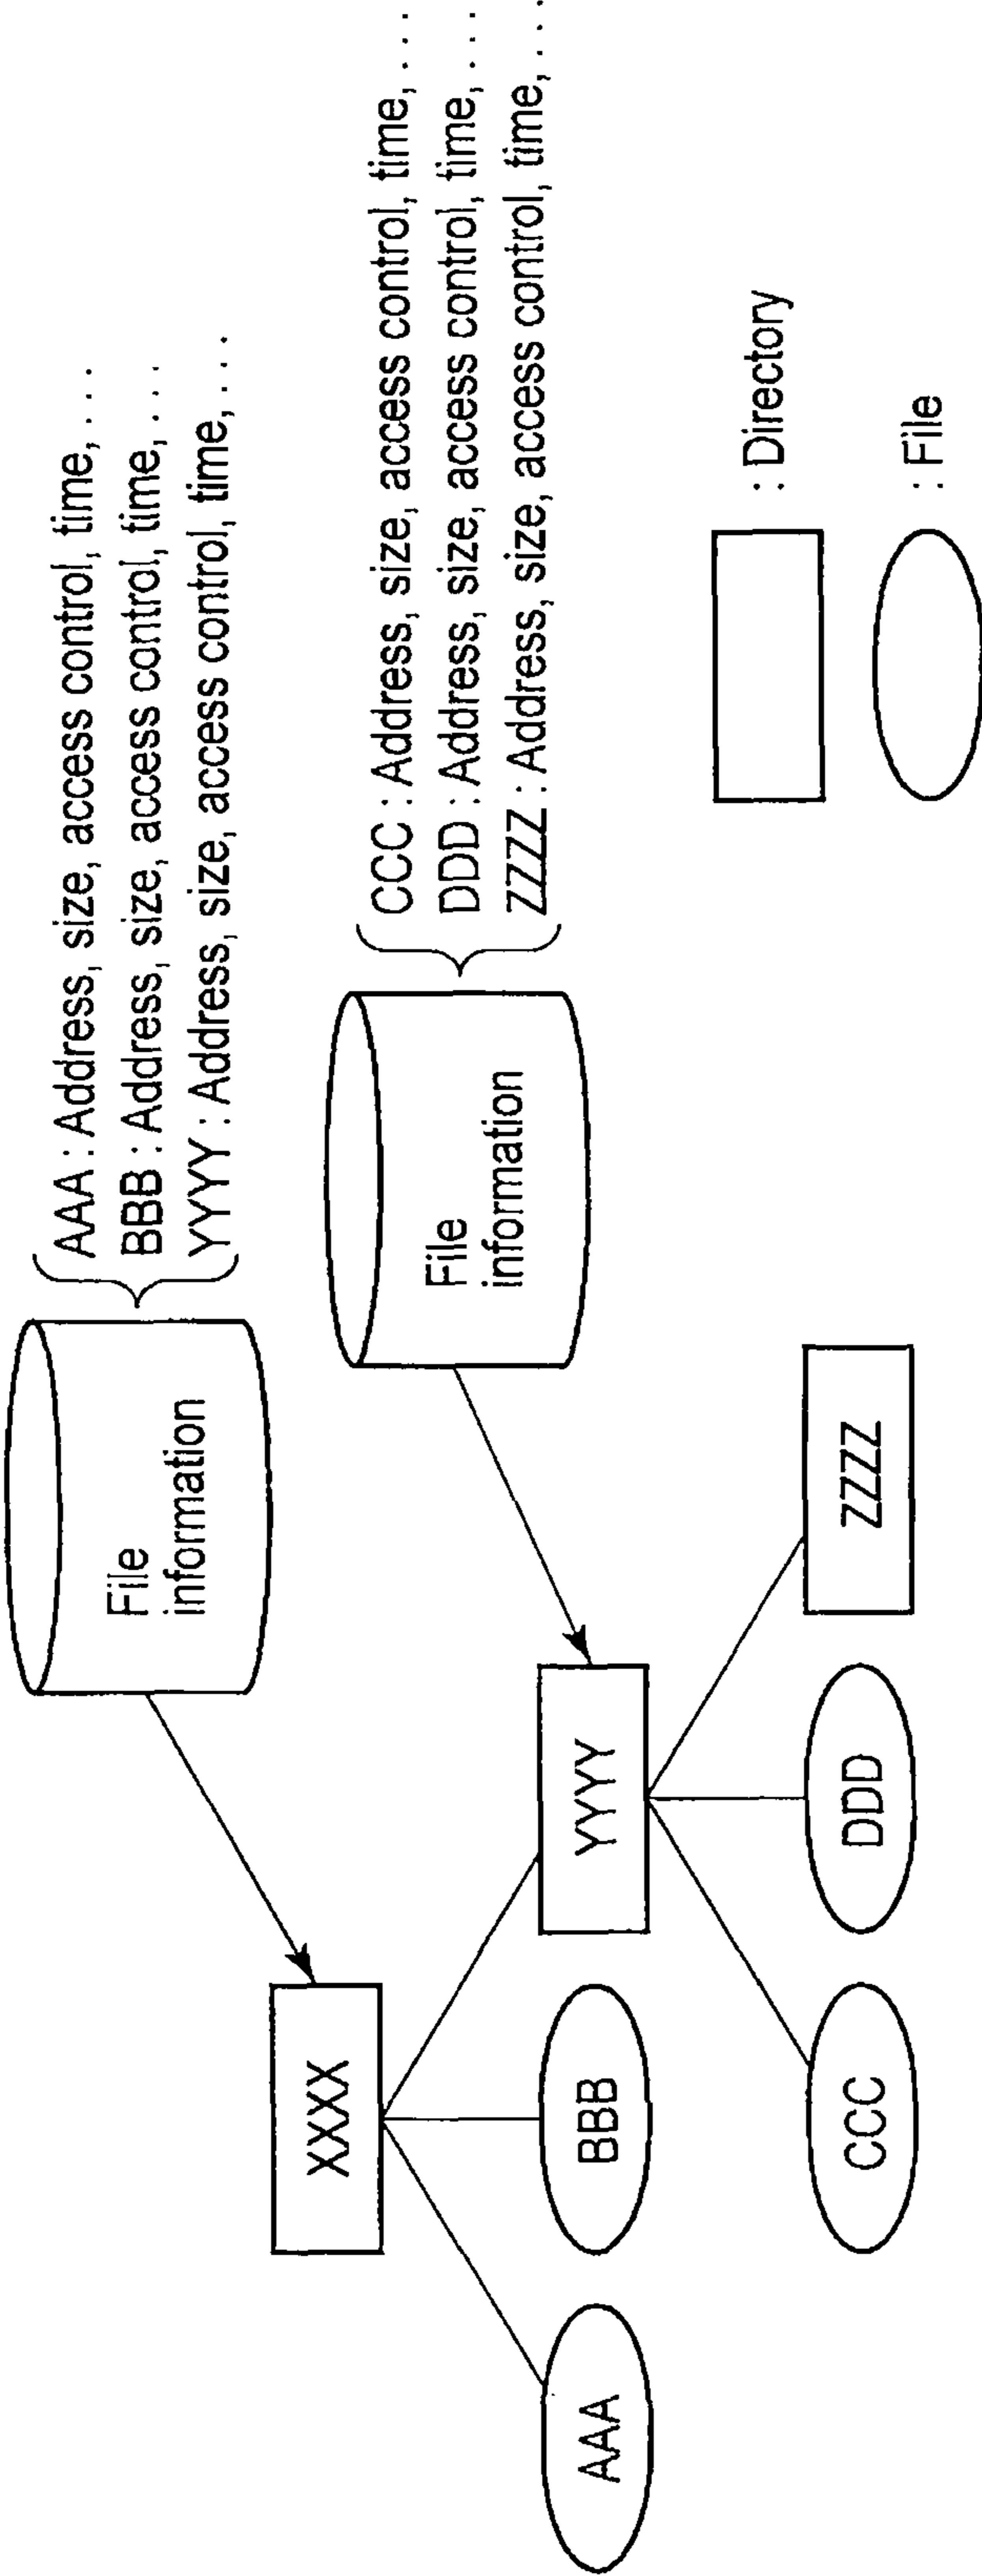 File
information
AAA : Address, size, access control, time, . . .
BBB : Address, size, access control, time, . . .
YYYY : Address, size, access control, time, . . .
File
information
CCC : Address, size, access control, time, . . .
DDD : Address, size, access control, time, . . .
ZZZZ : Address, size, access control, time, . . .
XXXX
AAA
BBB
YYYY
CCC
DDD
ZZZZ
: Directory
: File